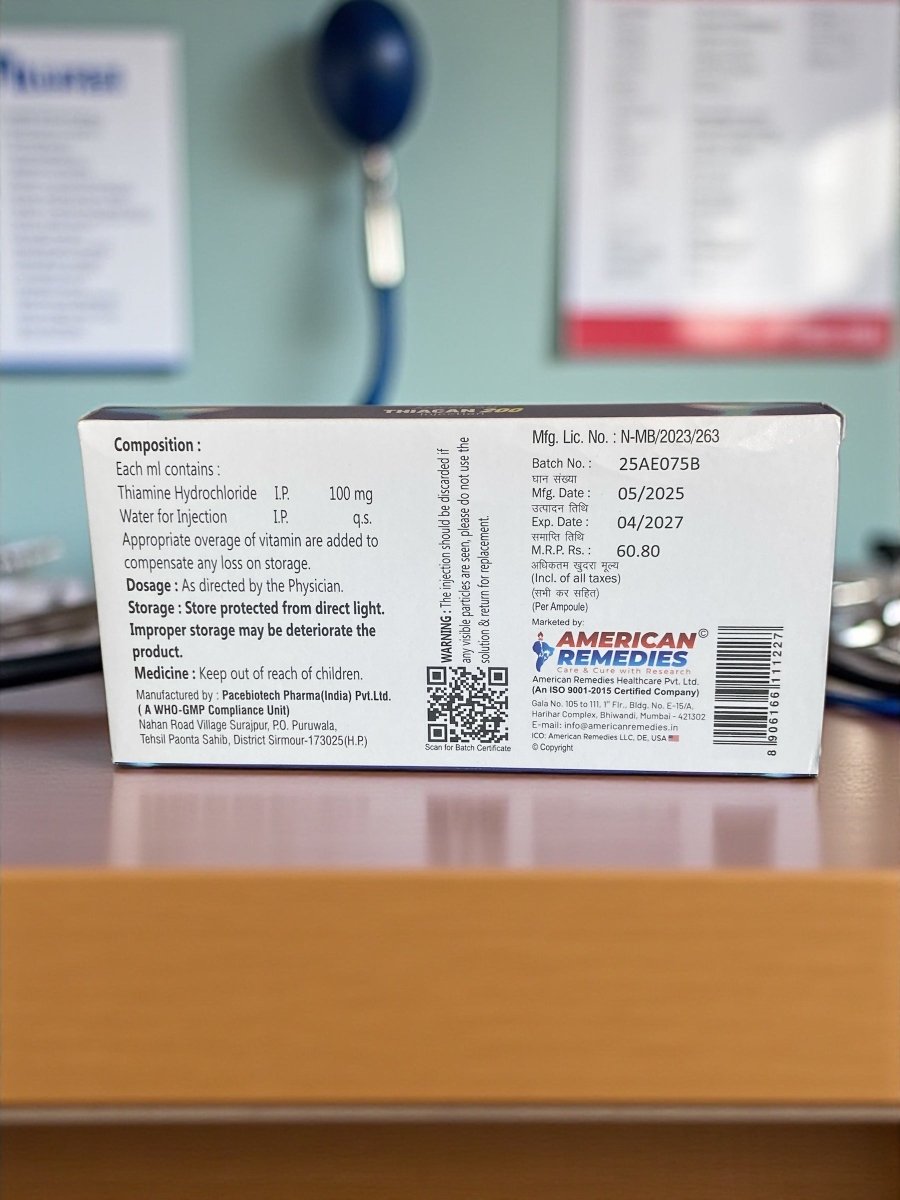 THIACAN 200
Injection
Composition :
Each ml contains :
Thiamine Hydrochloride I.P. 100 mg
Water for Injection I.P. q.s.
Appropriate overage of vitamin are added to
compensate any loss on storage.
Dosage : As directed by the Physician.
Storage : Store protected from direct light.
Improper storage may be deteriorate the
product.
Medicine : Keep out of reach of children.
Manufactured by : Pacebiotech Pharma(India) Pvt.Ltd.
( A WHO-GMP Compliance Unit)
Nahan Road Village Surajpur, P.O. Puruwala,
Tehsil Paonta Sahib, District Sirmour-173025(H.P.)
WARNING : The injection should be discarded if
any visible particles are seen, please do not use the
solution & return for replacement.
Scan for Batch Certificate
Mfg. Lic. No. : N-MB/2023/263
Batch No. : 25AE075B
घान संख्या
Mfg. Date : 05/2025
उत्पादन तिथि
Exp. Date : 04/2027
समाप्ति तिथि
M.R.P. Rs. : 60.80
अधिकतम खुदरा मूल्य
(Incl. of all taxes)
(सभी कर सहित)
(Per Ampoule)
Marketed by:
AMERICAN©
REMEDIES
Care & Cure with Research
American Remedies Healthcare Pvt. Ltd.
(An ISO 9001-2015 Certified Company)
Gala No. 105 to 111, 1st Flr., Bldg. No. E-15/A,
Harihar Complex, Bhiwandi, Mumbai - 421302
E-mail: info@americanremedies.in
ICO: American Remedies LLC, DE, USA
© Copyright
8 906166 111227